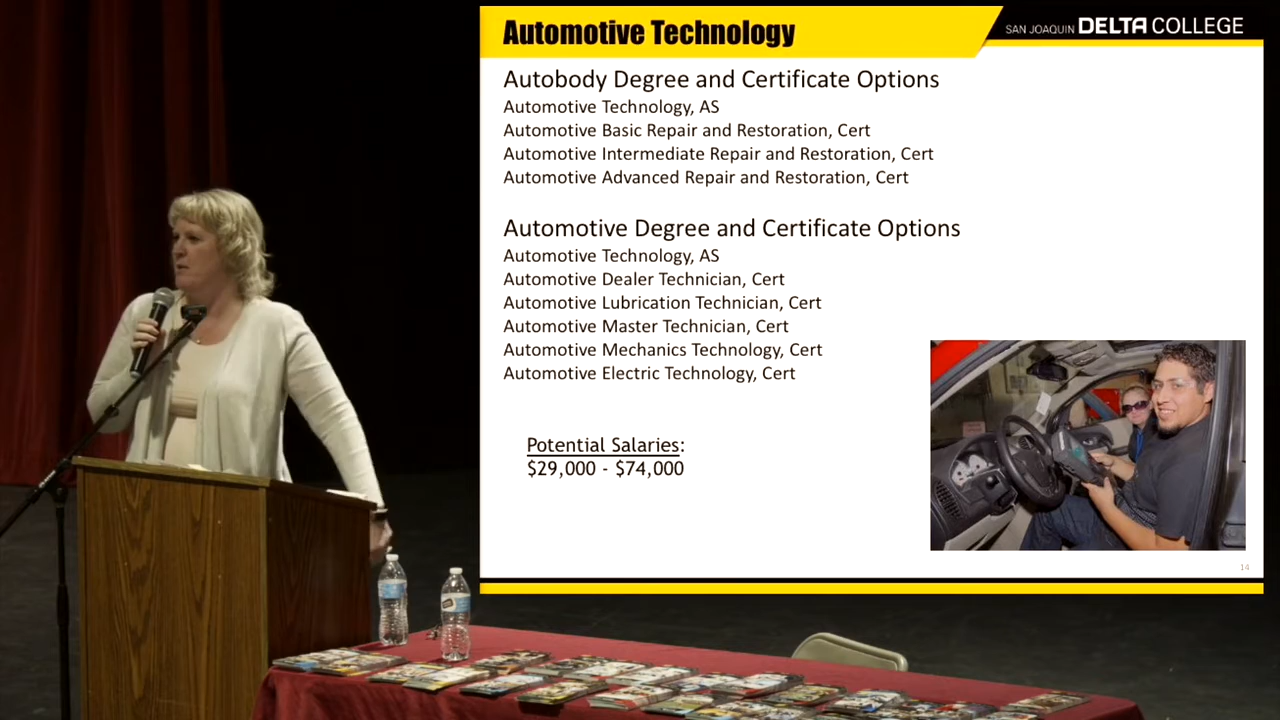 Automotive Technology
SAN JOAQUIN DELTA COLLEGE
Autobody Degree and Certificate Options
Automotive Technology, AS
Automotive Basic Repair and Restoration, Cert
Automotive Intermediate Repair and Restoration, Cert
Automotive Advanced Repair and Restoration, Cert
Automotive Degree and Certificate Options
Automotive Technology, AS
Automotive Dealer Technician, Cert
Automotive Lubrication Technician, Cert
Automotive Master Technician, Cert
Automotive Mechanics Technology, Cert
Automotive Electric Technology, Cert
Potential Salaries:
$29,000 - $74,000
14